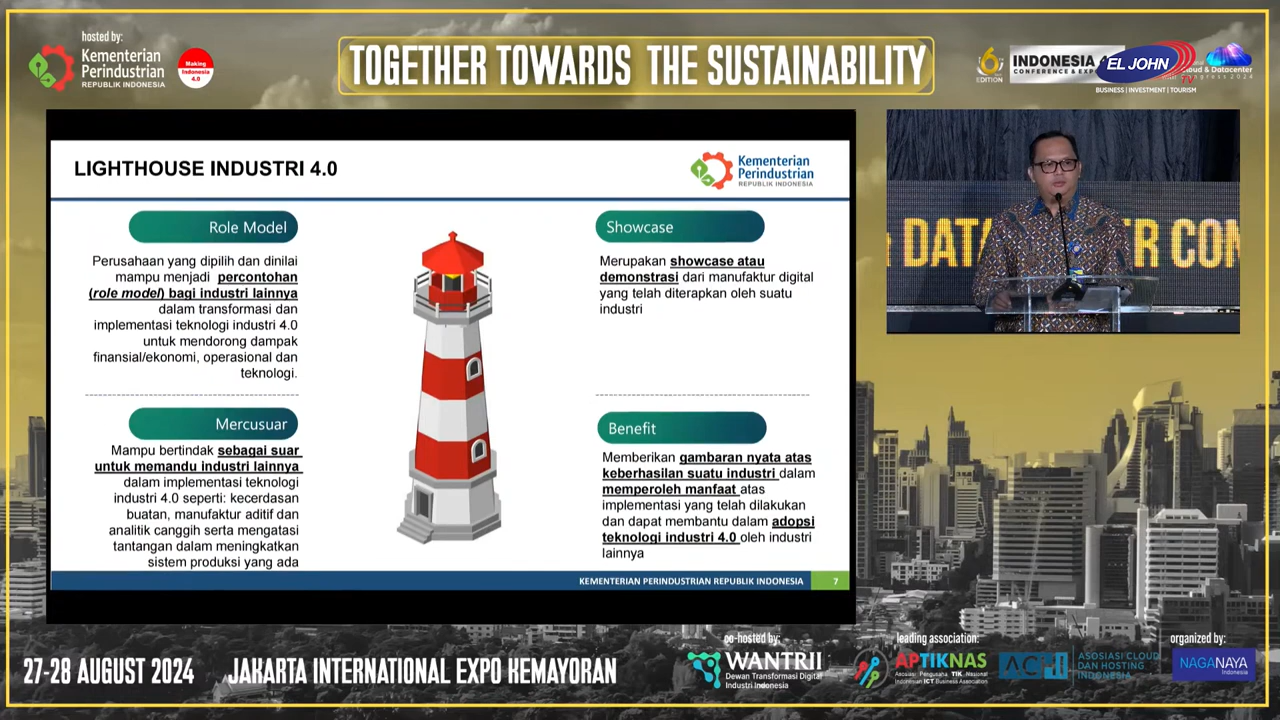 hosted by:
Kementerian
Perindustrian
REPUBLIK INDONESIA
Making
Indonesia
4.0
TOGETHER TOWARDS THE SUSTAINABILITY
6
EDITION
INDONESIA
CONFERENCE & EXPO
EL JOHN
TV
BUSINESS | INVESTMENT | TOURISM
oud & Datacenter
ongress 2024
LIGHTHOUSE INDUSTRI 4.0
Kementerian
Perindustrian
REPUBLIK INDONESIA
Role Model
Perusahaan yang dipilih dan dinilai
mampu menjadi percontohan
(role model) bagi industri lainnya
dalam transformasi dan
implementasi teknologi industri 4.0
untuk mendorong dampak
finansial/ekonomi, operasional dan
teknologi.
Mercusuar
Mampu bertindak sebagai suar
untuk memandu industri lainnya
dalam implementasi teknologi
industri 4.0 seperti: kecerdasan
buatan, manufaktur aditif dan
analitik canggih serta mengatasi
tantangan dalam meningkatkan
sistem produksi yang ada
Showcase
Merupakan showcase atau
demonstrasi dari manufaktur digital
yang telah diterapkan oleh suatu
industri
Benefit
Memberikan gambaran nyata atas
keberhasilan suatu industri dalam
memperoleh manfaat atas
implementasi yang telah dilakukan
dan dapat membantu dalam adopsi
teknologi industri 4.0 oleh industri
lainnya
KEMENTERIAN PERINDUSTRIAN REPUBLIK INDONESIA 7
DATA ER CON
27-28 AUGUST 2024 JAKARTA INTERNATIONAL EXPO KEMAYORAN
co-hosted by:
WANTRII
Dewan Transformasi Digital
Industri Indonesia
leading association:
APTIKNAS
Asosiasi Pengusaha TIK Nasional
Indonesian ICT Business Association
ACHI
ASOSIASI CLOUD
DAN HOSTING
INDONESIA
organized by:
NAGANAYA
Indonesia